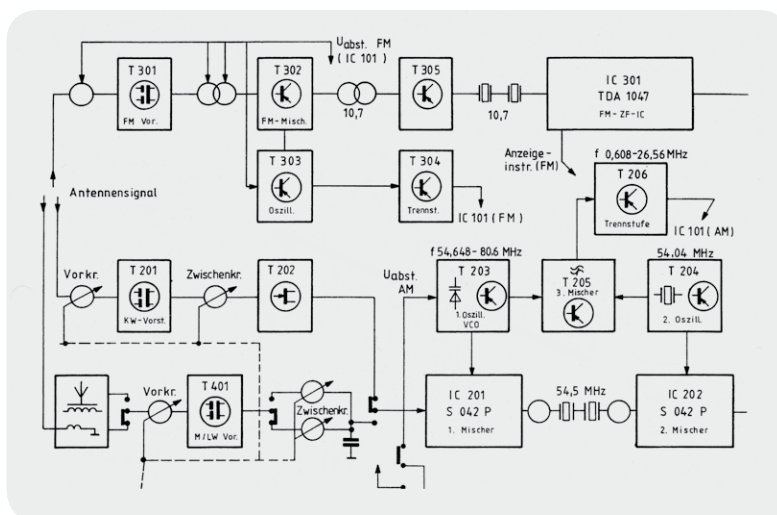 U abst. FM
(IC 101)
T 301
FM Vor.
T 302
FM-Misch.
10,7
T 305
10,7
IC 301
TDA 1047
FM-ZF-IC
T 303
Oszill.
T 304
Trennst.
IC 101 (FM)
Anzeige-
instr. (FM)
f 0,608-26,56 MHz
T 206
Trennstufe
IC 101 (AM)
Antennensignal
Vorkr.
T 201
KW-Vorst.
Zwischenkr.
T 202
U abst.
AM
f 54,648 - 80.6 MHz
T 203
1. Oszill.
VCO
T 205
3. Mischer
54.04 MHz
T 204
2. Oszill.
Vorkr.
T 401
M/LW Vor.
Zwischenkr.
IC 201
S 042 P
1. Mischer
54,5 MHz
IC 202
S 042 P
2. Mischer